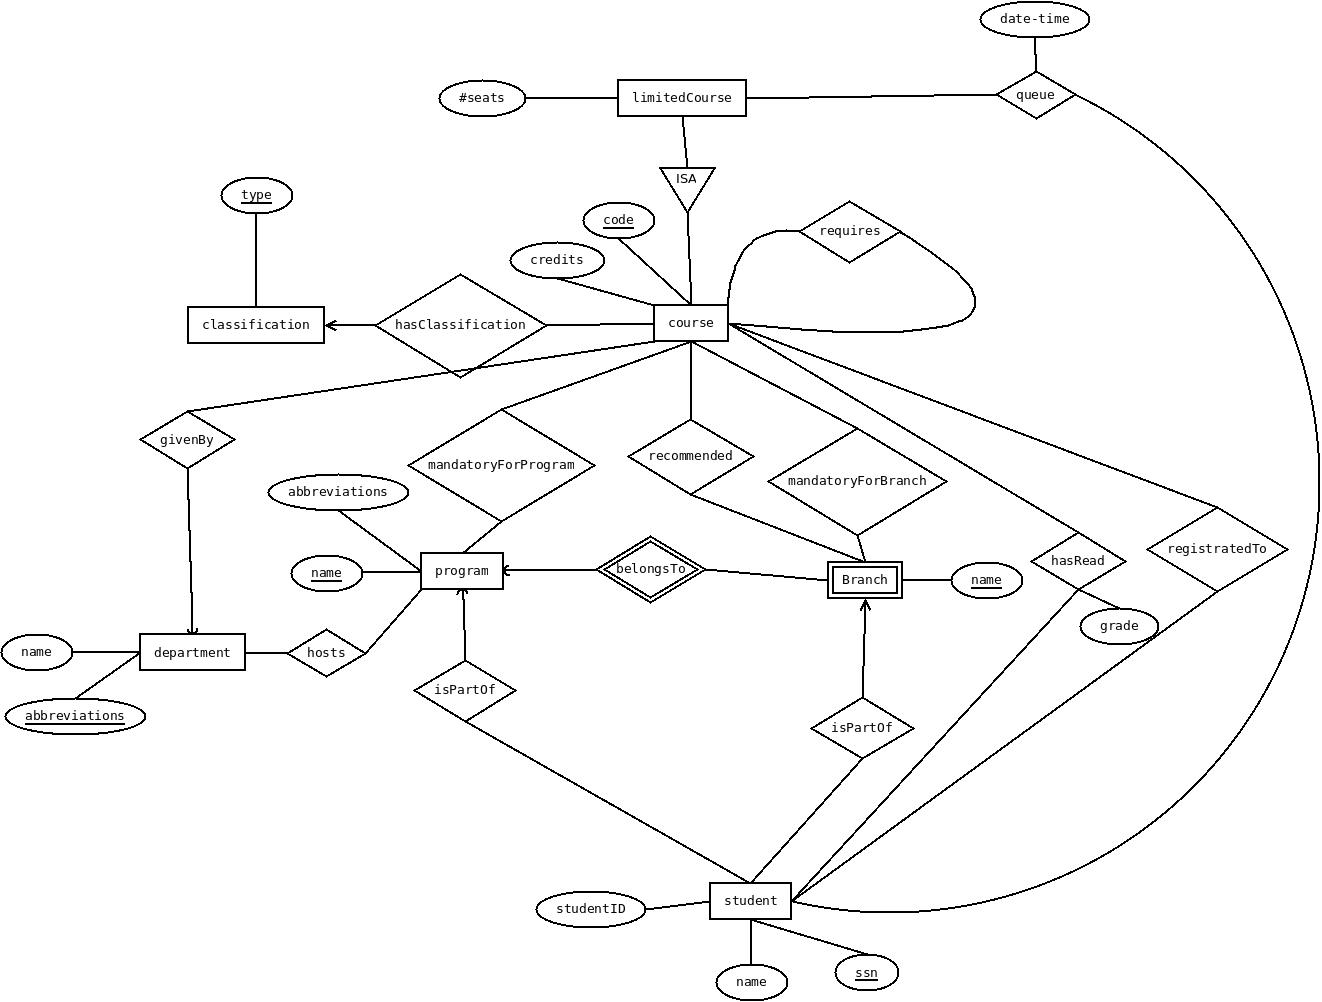 date-time
#seats
limitedCourse
queue
ISA
type
code
requires
credits
classification
hasClassification
course
givenBy
recommended
mandatoryForProgram
mandatoryForBranch
abbreviations
registratedTo
hasRead
belongsTo
program
name
Branch
name
grade
name
department
hosts
isPartOf
abbreviations
isPartOf
student
studentID
ssn
name